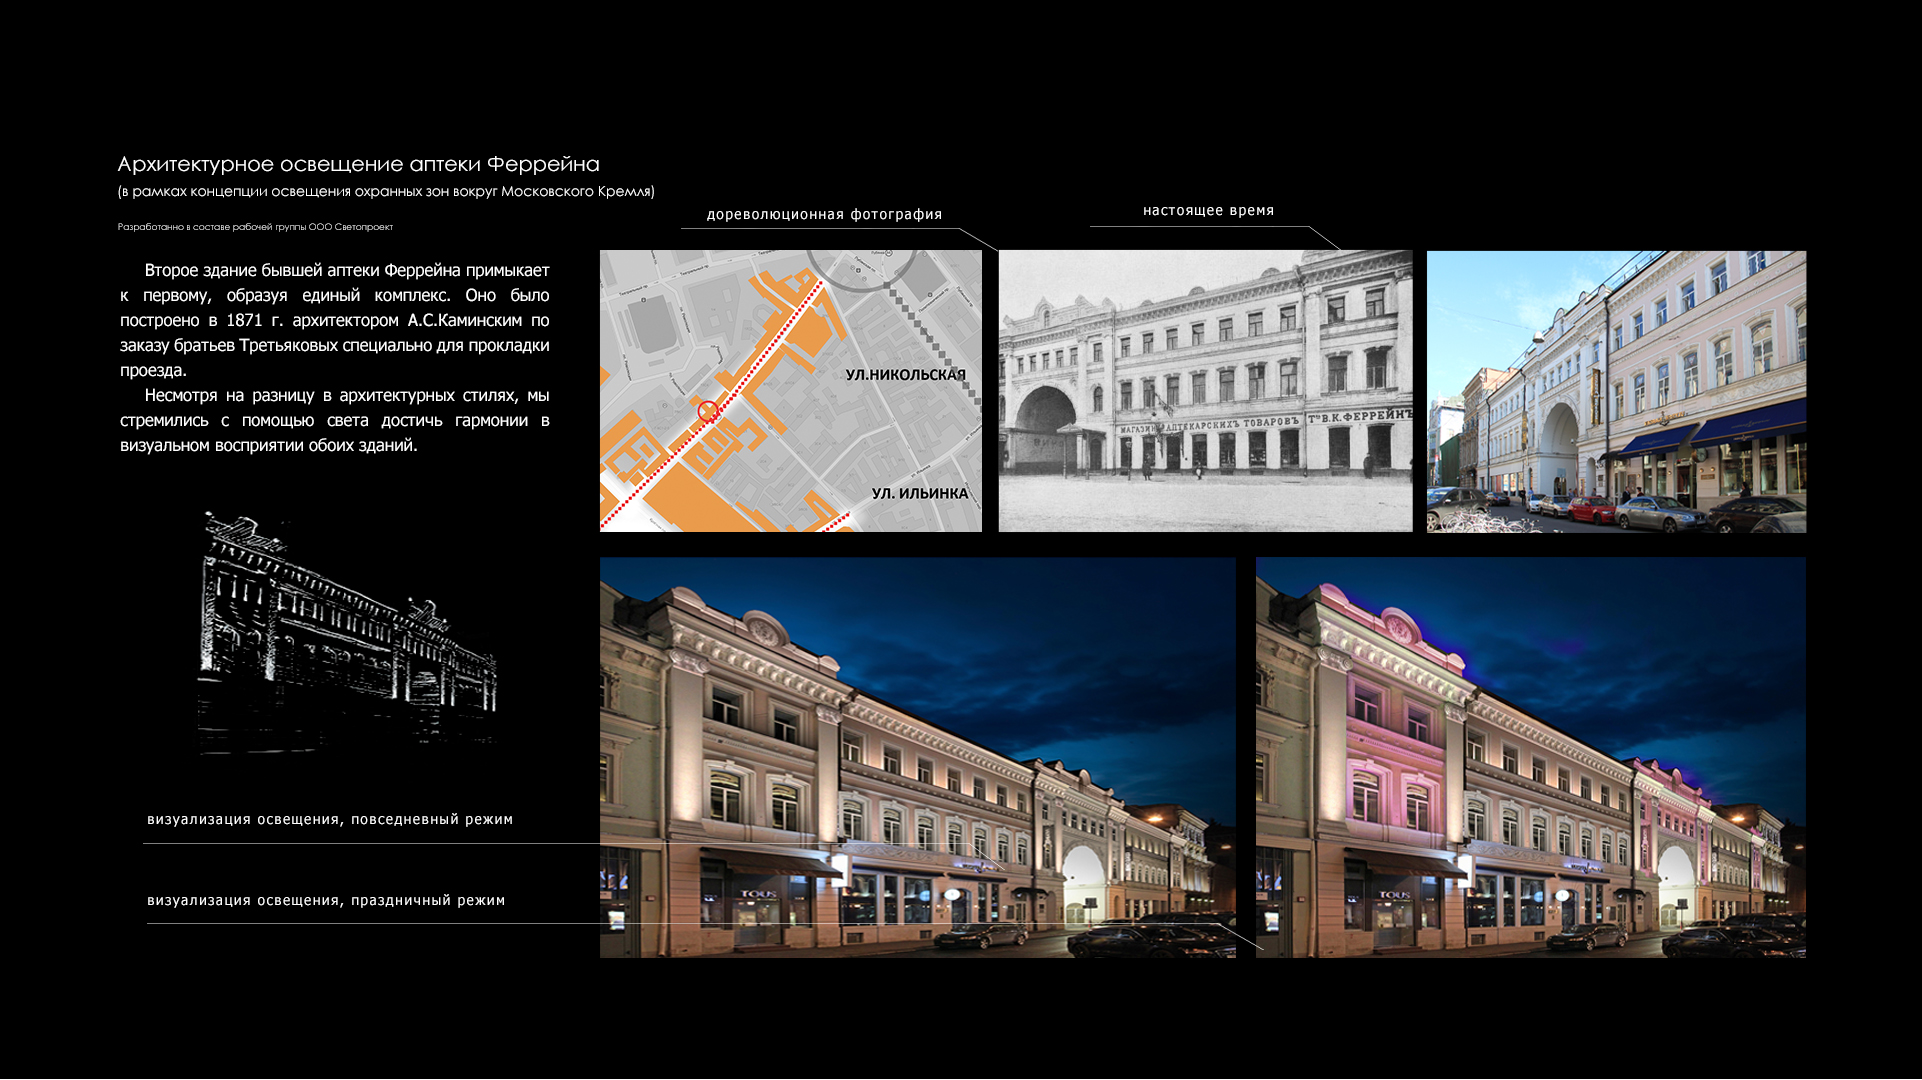 Архитектурное освещение аптеки Феррейна
(в рамках концепции освещения охранных зон вокруг Московского Кремля)
Разработанно в составе рабочей группы ООО Светопроект
дореволюционная фотография
настоящее время
Второе здание бывшей аптеки Феррейна примыкает
к первому, образуя единый комплекс. Оно было
построено в 1871 г. архитектором А.С.Каминским по
заказу братьев Третьяковых специально для прокладки
проезда.
Несмотря на разницу в архитектурных стилях, мы
стремились с помощью света достичь гармонии в
визуальном восприятии обоих зданий.
УЛ.НИКОЛЬСКАЯ
УЛ. ИЛЬИНКА
МАГАЗИНЪ АПТЕКАРСКИХЪ ТОВАРОВЪ
Тво В.К.ФЕРРЕЙНЪ
визуализация освещения, повседневный режим
визуализация освещения, праздничный режим
TOUS
TOUS